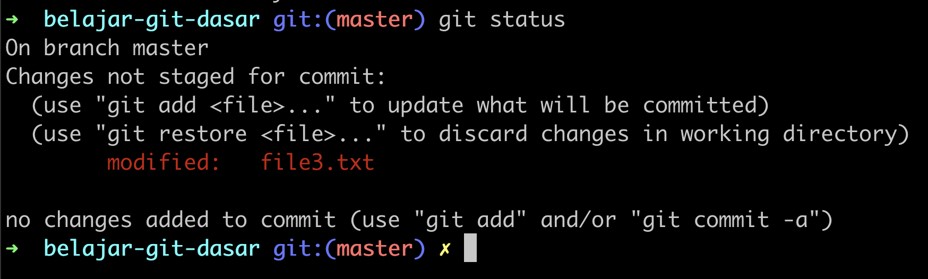 ➜  belajar-git-dasar git:(master) git status
On branch master
Changes not staged for commit:
  (use "git add <file>..." to update what will be committed)
  (use "git restore <file>..." to discard changes in working directory)
        modified:   file3.txt

no changes added to commit (use "git add" and/or "git commit -a")
➜  belajar-git-dasar git:(master) ✗